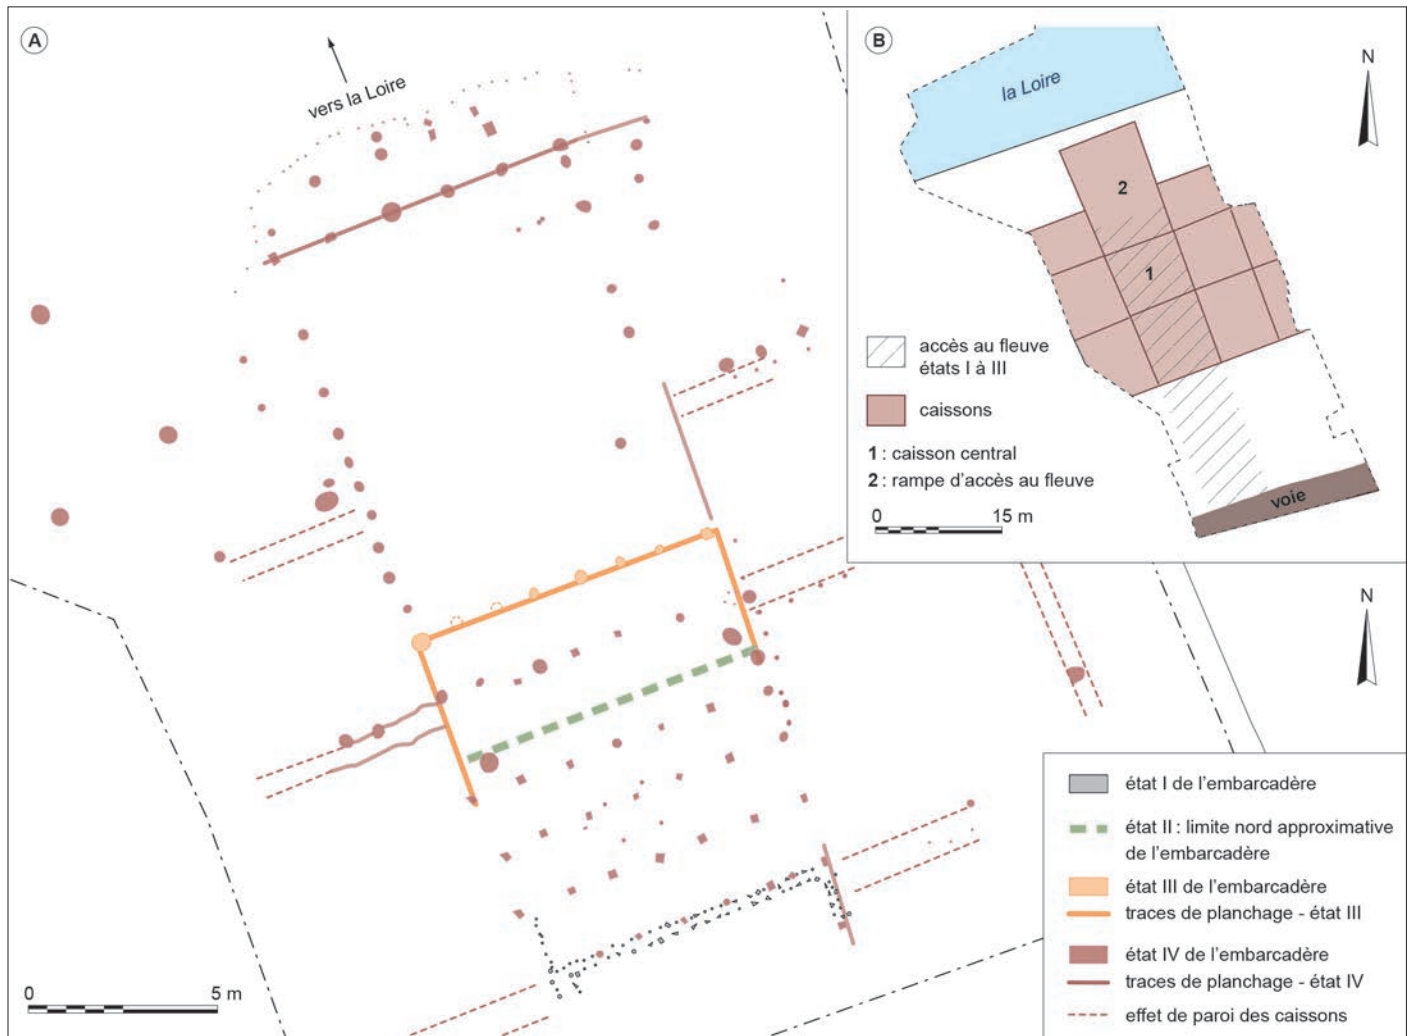 A
vers la Loire
B
la Loire
N
2
1
accès au fleuve
états I à III
caissons
1 : caisson central
2 : rampe d'accès au fleuve
0 15 m
voie
N
état I de l'embarcadère
état II : limite nord approximative
de l'embarcadère
état III de l'embarcadère
traces de planchage - état III
état IV de l'embarcadère
traces de planchage - état IV
effet de paroi des caissons
0 5 m